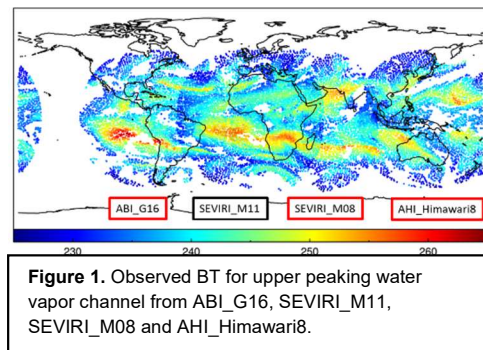 ABI_G16 SEVIRI_M11 SEVIRI_M08 AHI_Himawari8
230 240 250 260
Figure 1. Observed BT for upper peaking water
vapor channel from ABI_G16, SEVIRI_M11,
SEVIRI_M08 and AHI_Himawari8.